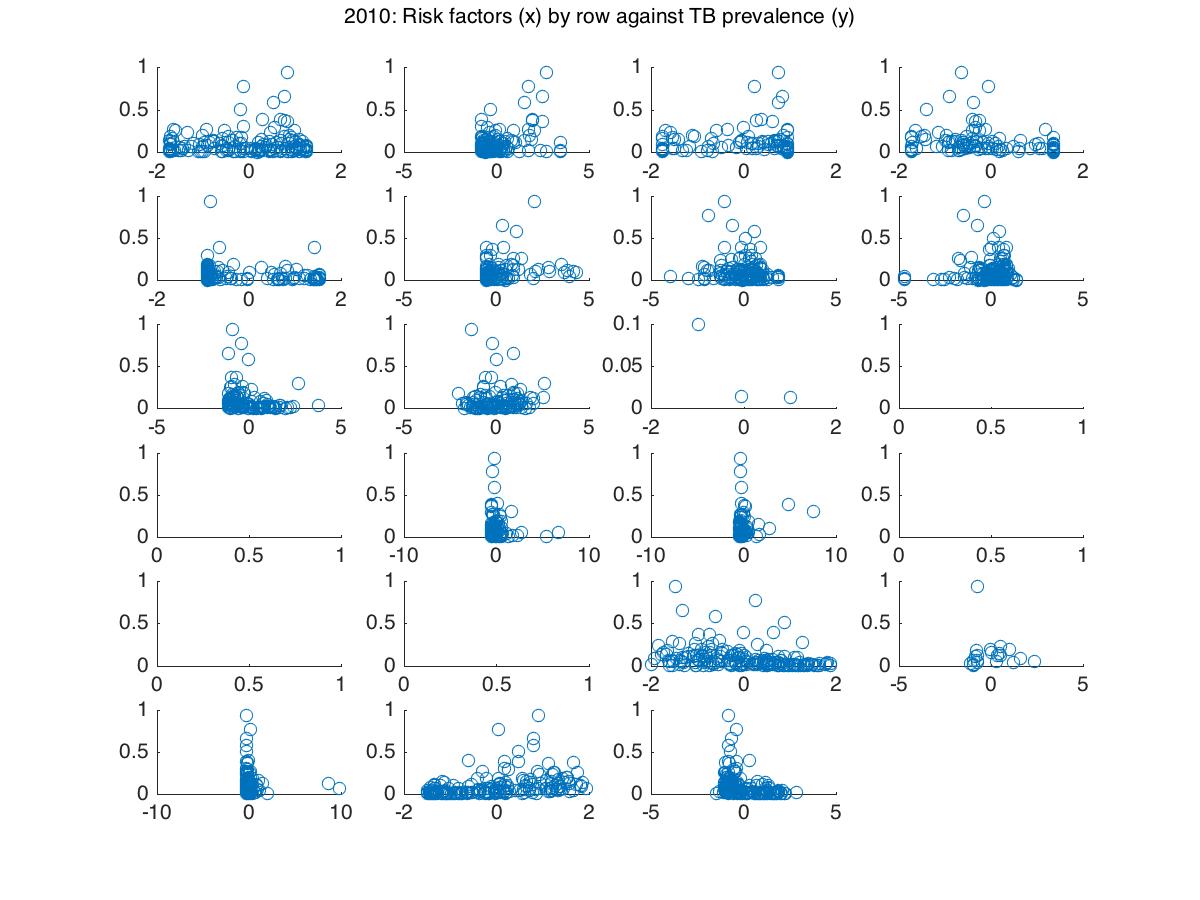 2010: Risk factors (x) by row against TB prevalence (y)
1 1 1 1
0.5 0.5 0.5 0.5
0 0 0 0
-2 0 2 -5 0 5 -2 0 2 -2 0 2
1 1 1 1
0.5 0.5 0.5 0.5
0 0 0 0
-2 0 2 -5 0 5 -5 0 5 -5 0 5
1 1 0.1 1
0.5 0.5 0.05 0.5
0 0 0 0
-5 0 5 -5 0 5 -2 0 2 0 0.5 1
1 1 1 1
0.5 0.5 0.5 0.5
0 0 0 0
0 0.5 1 -10 0 10 -10 0 10 0 0.5 1
1 1 1 1
0.5 0.5 0.5 0.5
0 0 0 0
0 0.5 1 0 0.5 1 -2 0 2 -5 0 5
1 1 1
0.5 0.5 0.5
0 0 0
-10 0 10 -2 0 2 -5 0 5